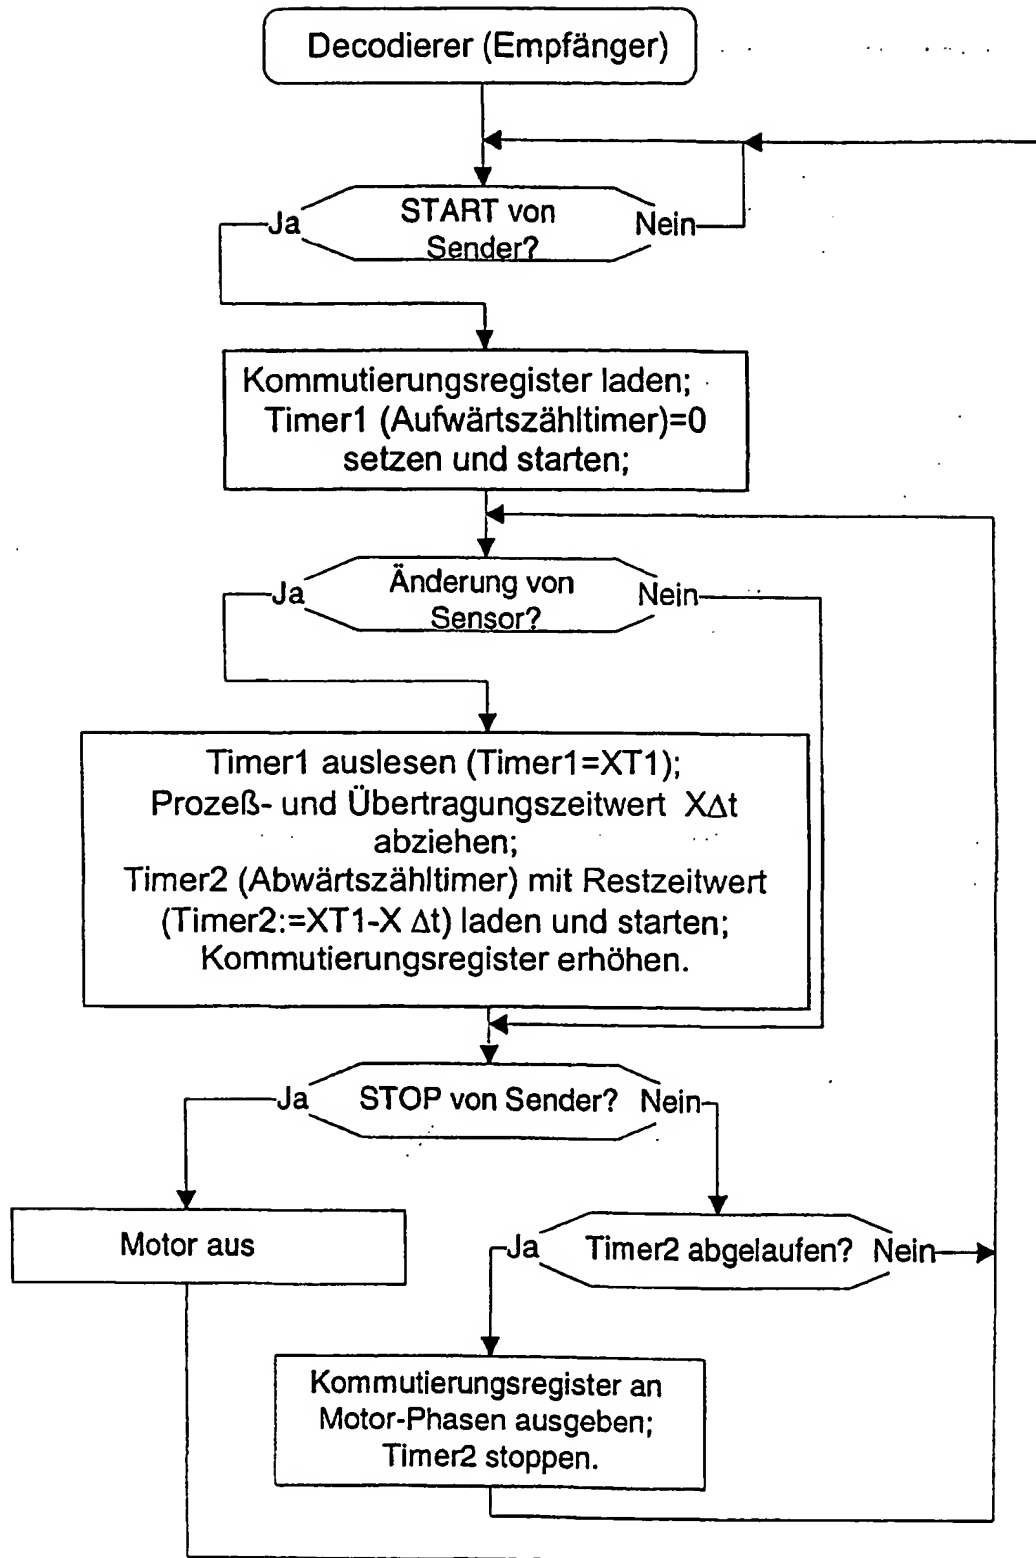 Decodierer (Empfänger)
Ja
START von
Sender?
Nein
Kommutierungsregister laden;
Timer1 (Aufwärtszähltimer)=0
setzen und starten;
Ja
Änderung von
Sensor?
Nein
Timer1 auslesen (Timer1=XT1);
Prozeß- und Übertragungszeitwert XΔt
abziehen;
Timer2 (Abwärtszähltimer) mit Restzeitwert
(Timer2:=XT1-X Δt) laden und starten;
Kommutierungsregister erhöhen.
Ja
STOP von Sender?
Nein
Motor aus
Ja
Timer2 abgelaufen?
Nein
Kommutierungsregister an
Motor-Phasen ausgeben;
Timer2 stoppen.